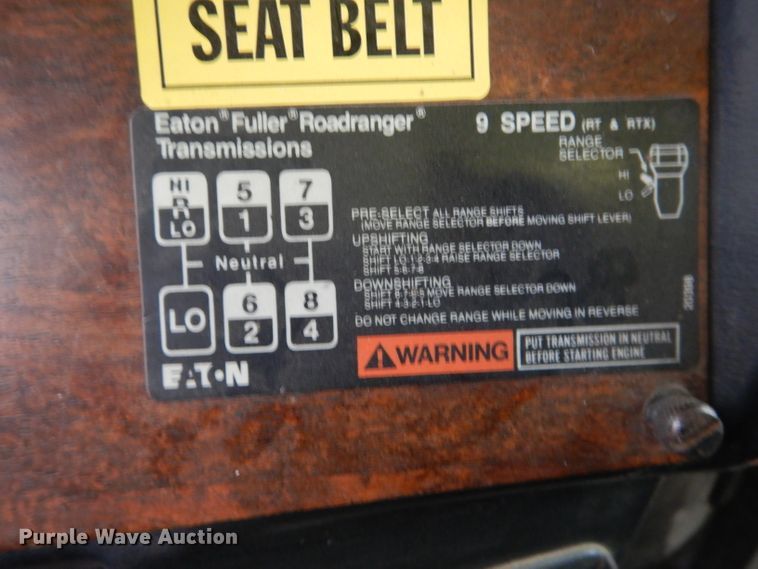 SEAT BELT
Eaton® Fuller® Roadranger®
Transmissions
9 SPEED (RT & RTX)
RANGE
SELECTOR
HI
LO
HI
R
LO
5
1
7
3
Neutral
LO
6
2
8
4
PRE-SELECT ALL RANGE SHIFTS
(MOVE RANGE SELECTOR BEFORE MOVING SHIFT LEVER)
UPSHIFTING
START WITH RANGE SELECTOR DOWN
SHIFT LO-1-2-3-4 RAISE RANGE SELECTOR
SHIFT 5-6-7-8
DOWNSHIFTING
SHIFT 8-7-6-5 MOVE RANGE SELECTOR DOWN
SHIFT 4-3-2-1-LO
DO NOT CHANGE RANGE WHILE MOVING IN REVERSE
WARNING
PUT TRANSMISSION IN NEUTRAL
BEFORE STARTING ENGINE
EATON
Purple Wave Auction